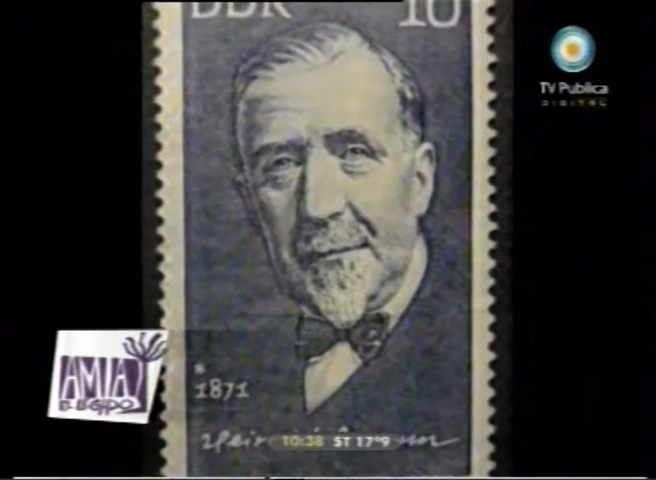 DDR 10
TV Publica
DIGITAL
AMIA
*
1871
10:38 ST 17°9